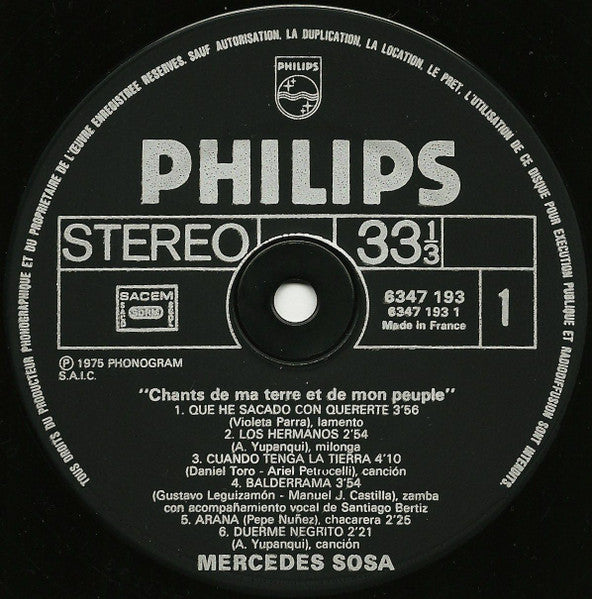 TOUS DROITS DU PRODUCTEUR PHONOGRAPHIQUE ET DU PROPRIETAIRE DE L'ŒUVRE ENREGISTREE RESERVES. SAUF AUTORISATION, LA DUPLICATION, LA LOCATION, LE PRET, L'UTILISATION DE CE DISQUE POUR EXECUTION PUBLIQUE ET RADIODIFFUSION SONT INTERDITS.
PHILIPS
PHILIPS
STEREO 33 1/3
SACEM
SACD SDRM SGDL
6347 193
6347 193 1
Made in France
1
Ⓟ 1975 PHONOGRAM
S.A.I.C.
"Chants de ma terre et de mon peuple"
1. QUE HE SACADO CON QUERERTE 3'56
(Violeta Parra), lamento
2. LOS HERMANOS 2'54
(A. Yupanqui), milonga
3. CUANDO TENGA LA TIERRA 4'10
(Daniel Toro - Ariel Petrocelli), canción
4. BALDERRAMA 3'54
(Gustavo Leguizamón - Manuel J. Castilla), zamba
con acompañamiento vocal de Santiago Bertiz
5. ARANA (Pepe Nuñez), chacarera 2'25
6. DUERME NEGRITO 2'21
(A. Yupanqui), canción
MERCEDES SOSA